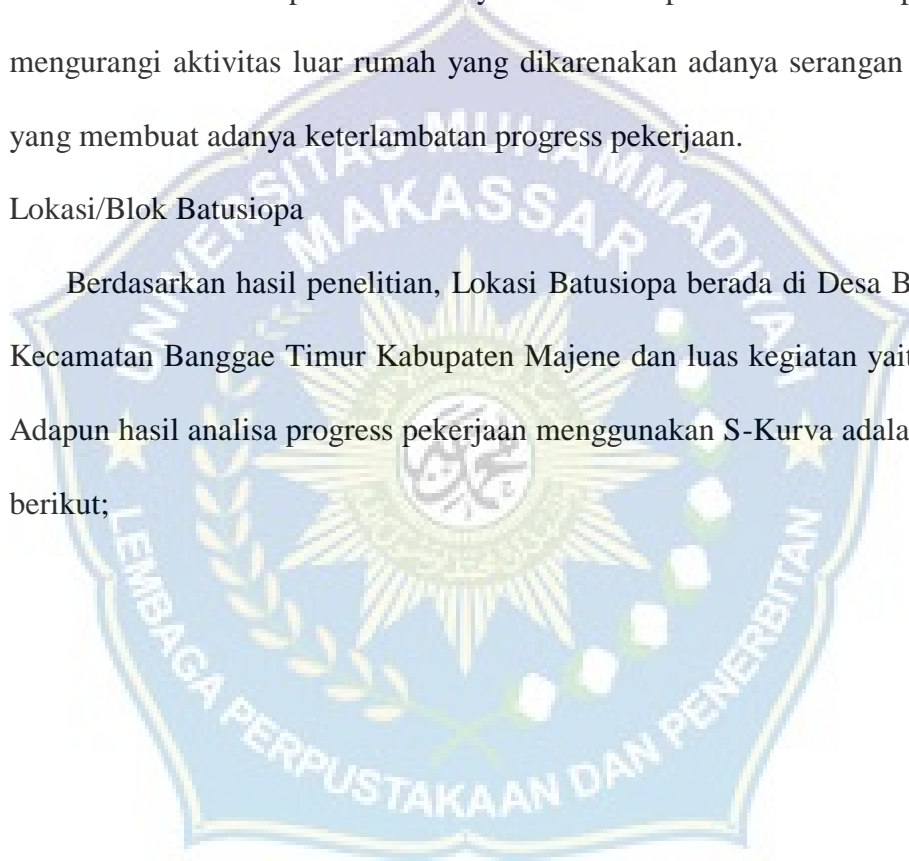 mengurangi aktivitas luar rumah yang dikarenakan adanya serangan
yang membuat adanya keterlambatan progress pekerjaan.
Lokasi/Blok Batusiopa
Berdasarkan hasil penelitian, Lokasi Batusiopa berada di Desa B
Kecamatan Banggae Timur Kabupaten Majene dan luas kegiatan yait
Adapun hasil analisa progress pekerjaan menggunakan S-Kurva adala
berikut;
UNIVERSITAS MUHAMMADIYAH
MAKASSAR
LEMBAGA PERPUSTAKAAN DAN PENERBITAN